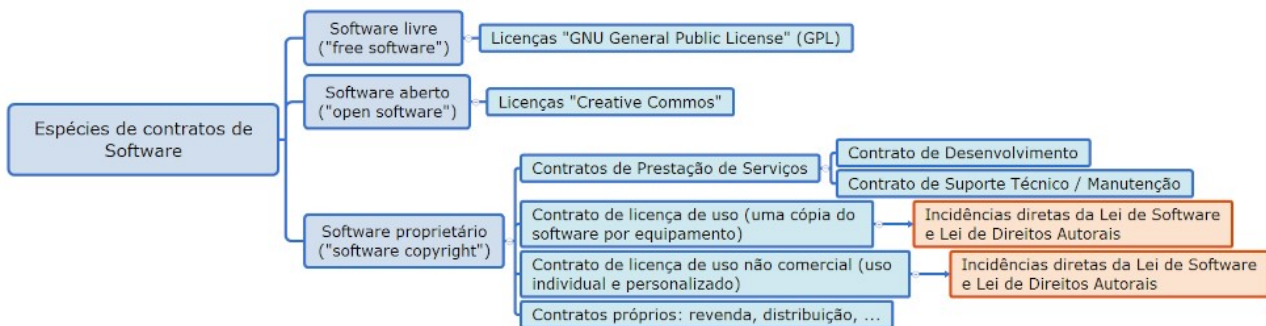 Espécies de contratos de
Software
Software livre
("free software")
Licenças "GNU General Public License" (GPL)
Software aberto
("open software")
Licenças "Creative Commos"
Software proprietário
("software copyright")
Contratos de Prestação de Serviços
Contrato de Desenvolvimento
Contrato de Suporte Técnico / Manutenção
Contrato de licença de uso (uma cópia do
software por equipamento)
Incidências diretas da Lei de Software
e Lei de Direitos Autorais
Contrato de licença de uso não comercial (uso
individual e personalizado)
Incidências diretas da Lei de Software
e Lei de Direitos Autorais
Contratos próprios: revenda, distribuição, ...